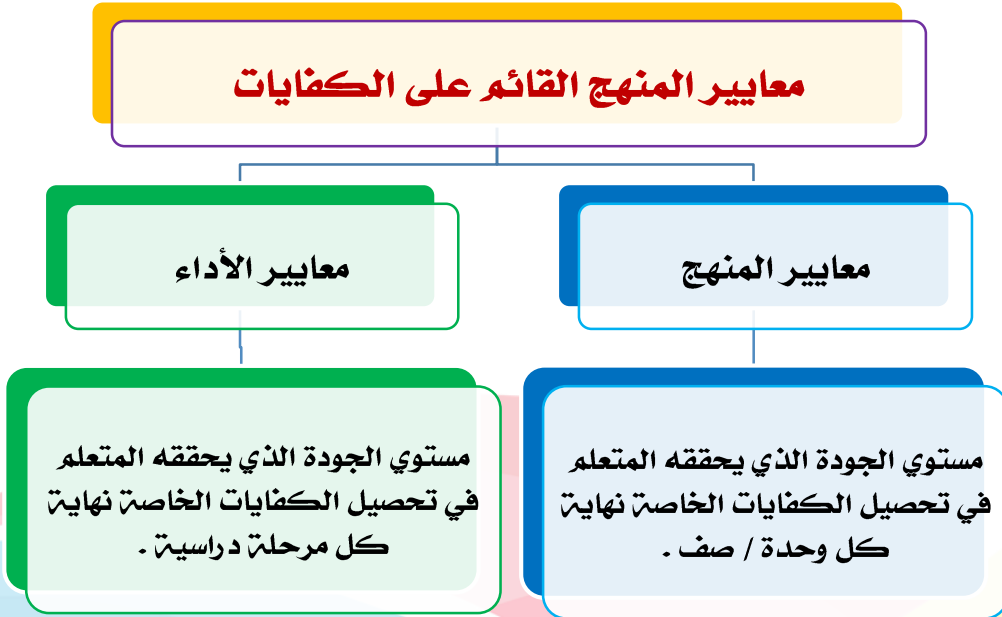 معايير المنهج القائم على الكفايات
معايير المنهج
معايير الأداء
مستوي الجودة الذي يحققه المتعلم
في تحصيل الكفايات الخاصة نهاية
كل وحدة / صف .
مستوي الجودة الذي يحققه المتعلم
في تحصيل الكفايات الخاصة نهاية
كل مرحلة دراسية .